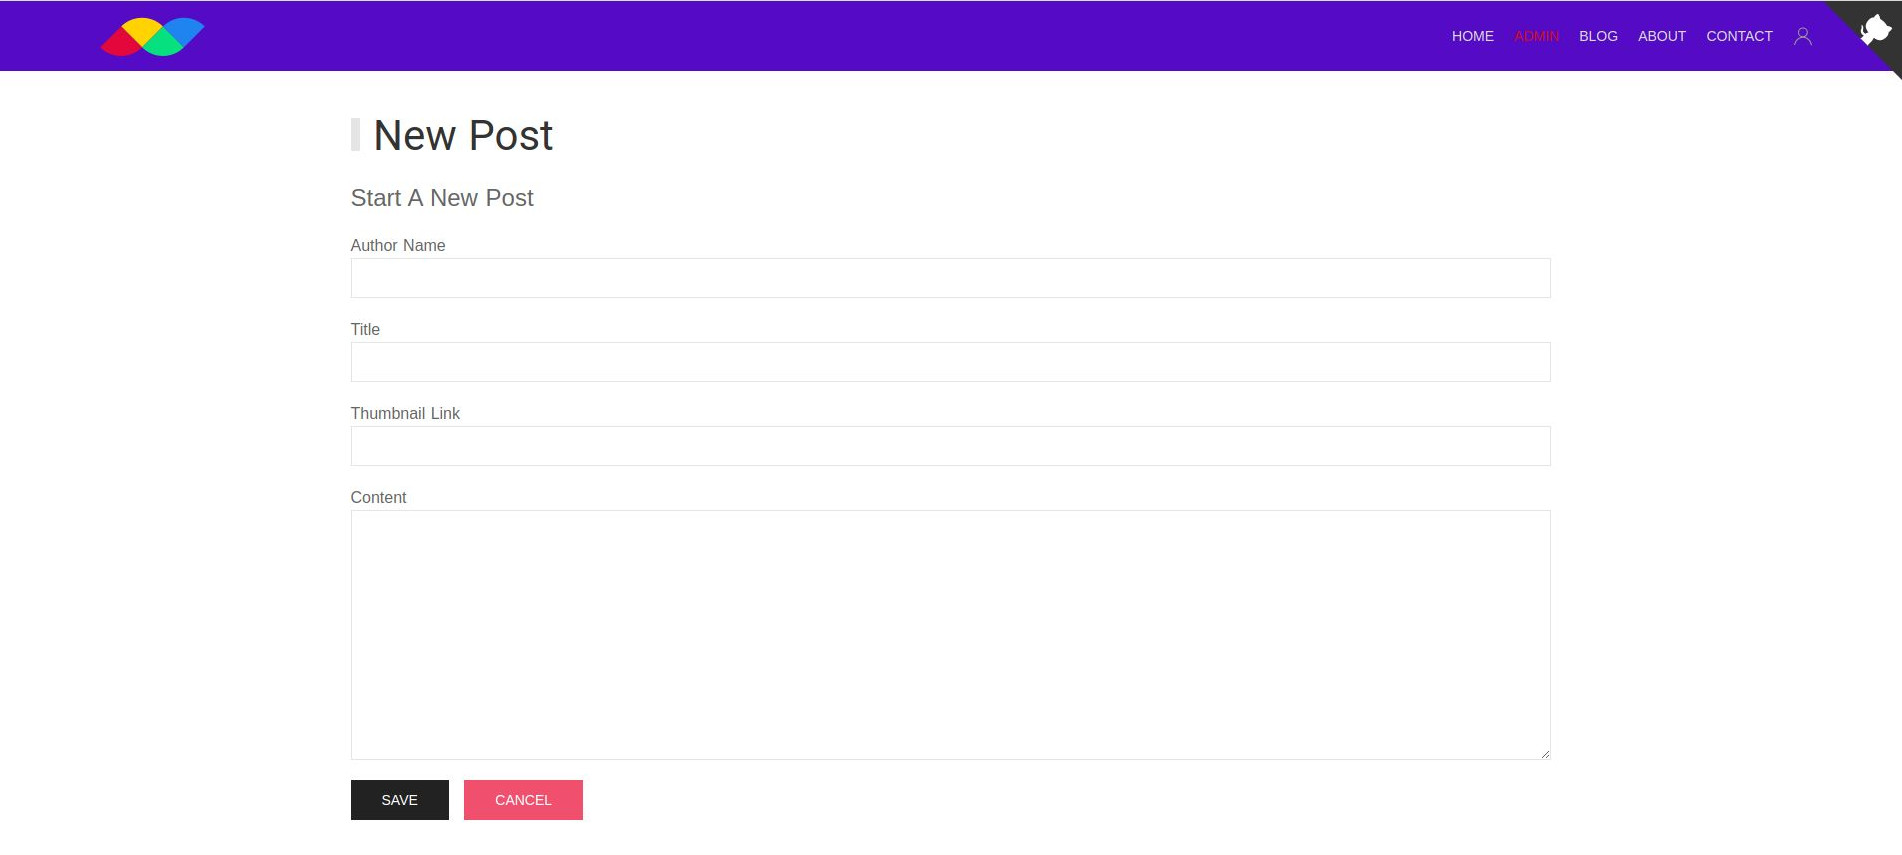 HOME ADMIN BLOG ABOUT CONTACT
New Post
Start A New Post
Author Name
Title
Thumbnail Link
Content
SAVE CANCEL